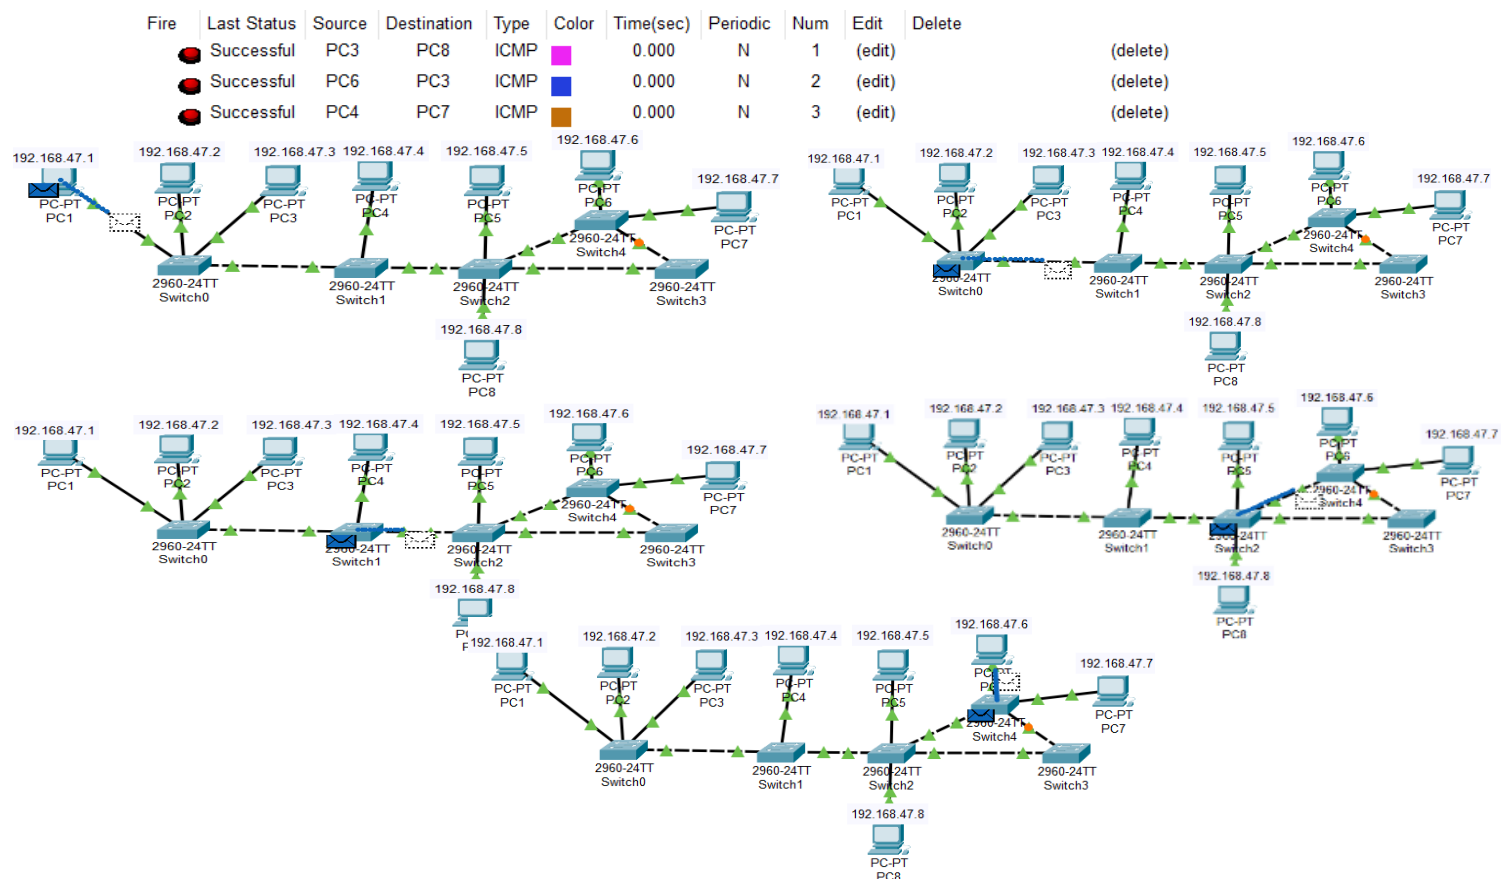 Fire Last Status Source Destination Type Color Time(sec) Periodic Num Edit Delete
Successful PC3 PC8 ICMP 0.000 N 1 (edit) (delete)
Successful PC6 PC3 ICMP 0.000 N 2 (edit) (delete)
Successful PC4 PC7 ICMP 0.000 N 3 (edit) (delete)
192.168.47.1 192.168.47.2 192.168.47.3 192.168.47.4 192.168.47.5 192.168.47.6 192.168.47.7
PC-PT PC1
PC-PT PC2
PC-PT PC3
PC-PT PC4
PC-PT PC5
PC-PT PC6
PC-PT PC7
2960-24TT Switch0
2960-24TT Switch1
2960-24TT Switch2
2960-24TT Switch4
2960-24TT Switch3
192.168.47.8
PC-PT PC8
192.168.47.1 192.168.47.2 192.168.47.3 192.168.47.4 192.168.47.5 192.168.47.6 192.168.47.7
PC-PT PC1
PC-PT PC2
PC-PT PC3
PC-PT PC4
PC-PT PC5
PC-PT PC6
PC-PT PC7
2960-24TT Switch0
2960-24TT Switch1
2960-24TT Switch2
2960-24TT Switch4
2960-24TT Switch3
192.168.47.8
PC-PT PC8
192.168.47.1 192.168.47.2 192.168.47.3 192.168.47.4 192.168.47.5 192.168.47.6 192.168.47.7
PC-PT PC1
PC-PT PC2
PC-PT PC3
PC-PT PC4
PC-PT PC5
PC-PT PC6
PC-PT PC7
2960-24TT Switch0
2960-24TT Switch1
2960-24TT Switch2
2960-24TT Switch4
2960-24TT Switch3
192.168.47.8
192.168.47.1 192.168.47.2 192.168.47.3 192.168.47.4 192.168.47.5 192.168.47.6 192.168.47.7
PC-PT PC1
PC-PT PC2
PC-PT PC3
PC-PT PC4
PC-PT PC5
PC-PT PC6
PC-PT PC7
2960-24TT Switch0
2960-24TT Switch1
2960-24TT Switch2
2960-24TT Switch4
2960-24TT Switch3
192.168.47.8
PC-PT PC8
192.168.47.1 192.168.47.2 192.168.47.3 192.168.47.4 192.168.47.5 192.168.47.6 192.168.47.7
PC-PT PC1
PC-PT PC2
PC-PT PC3
PC-PT PC4
PC-PT PC5
PC-PT PC7
2960-24TT Switch0
2960-24TT Switch1
2960-24TT Switch2
2960-24TT Switch4
2960-24TT Switch3
192.168.47.8
PC-PT PC8